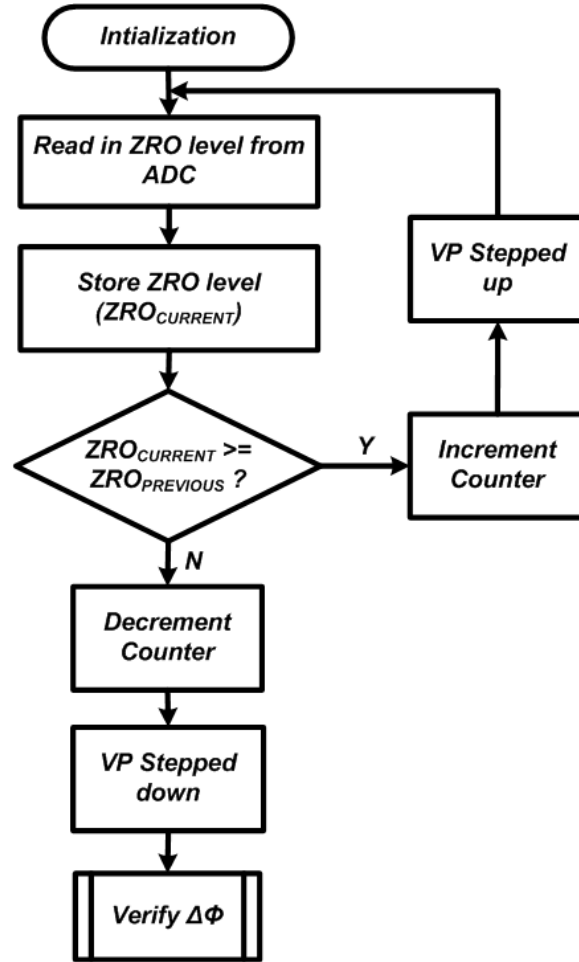 Intialization
Read in ZRO level from
ADC
Store ZRO level
(ZROCURRENT)
ZROCURRENT >=
ZROPREVIOUS ?
Y
Increment
Counter
VP Stepped
up
N
Decrement
Counter
VP Stepped
down
Verify ΔΦ